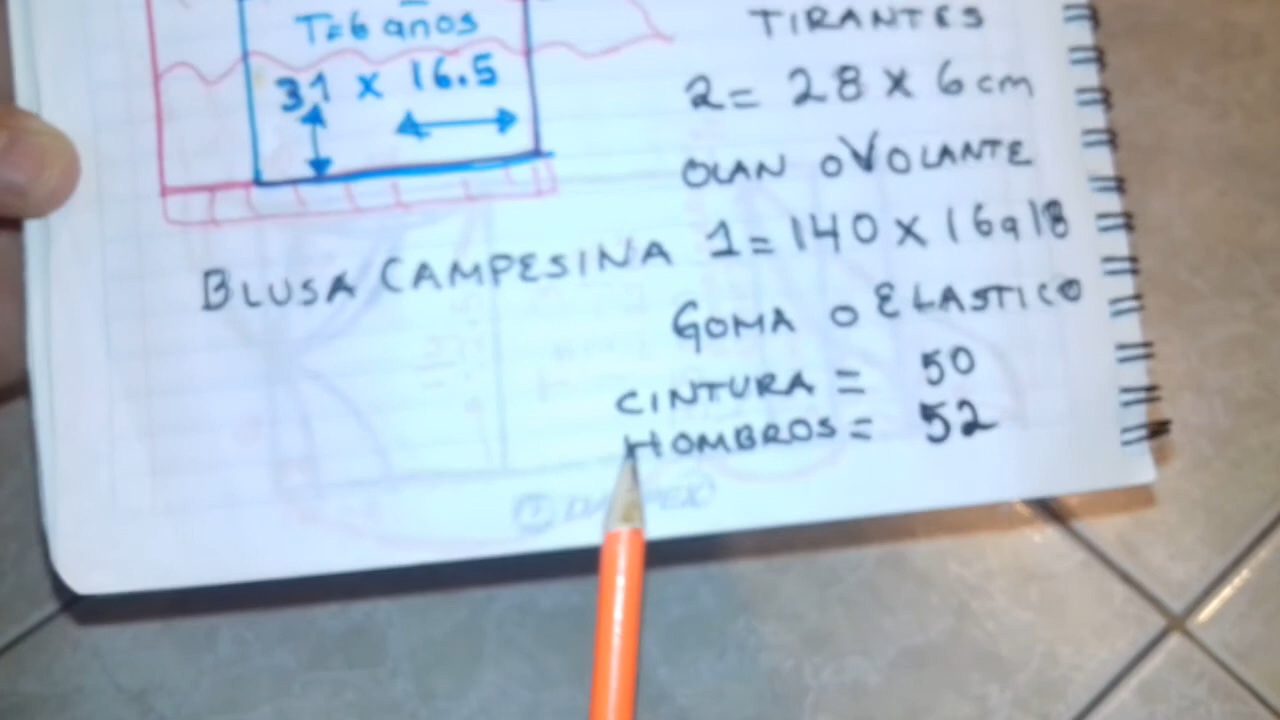 T=6 años
31 x 16.5
BLUSA CAMPESINA
TIRANTES
2= 28 x 6 cm
OLAN o VOLANTE
1= 140 x 16 a 18
GOMA o ELASTICO
CINTURA = 50
HOMBROS = 52